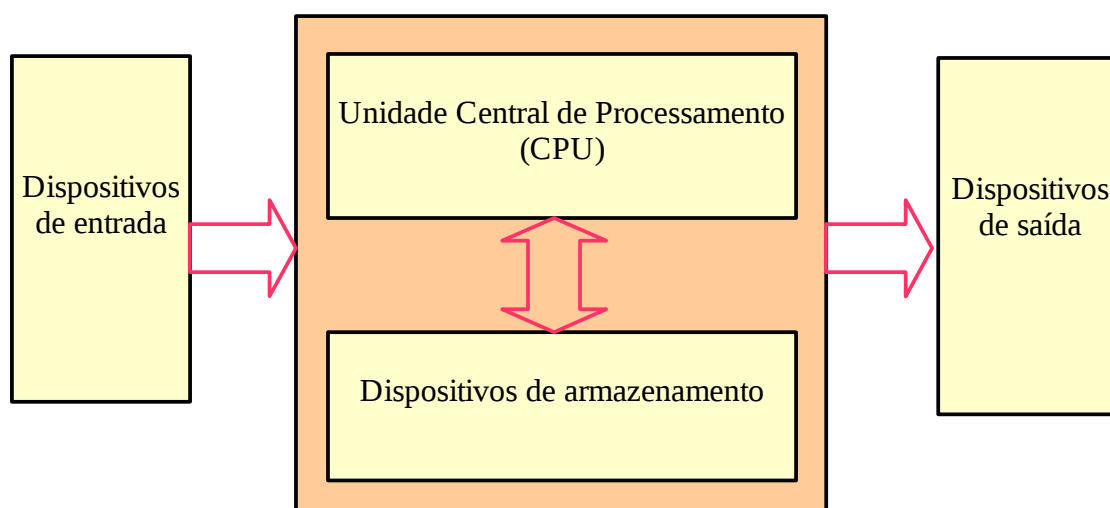 Dispositivos
de entrada
Unidade Central de Processamento
(CPU)
Dispositivos de armazenamento
Dispositivos
de saída